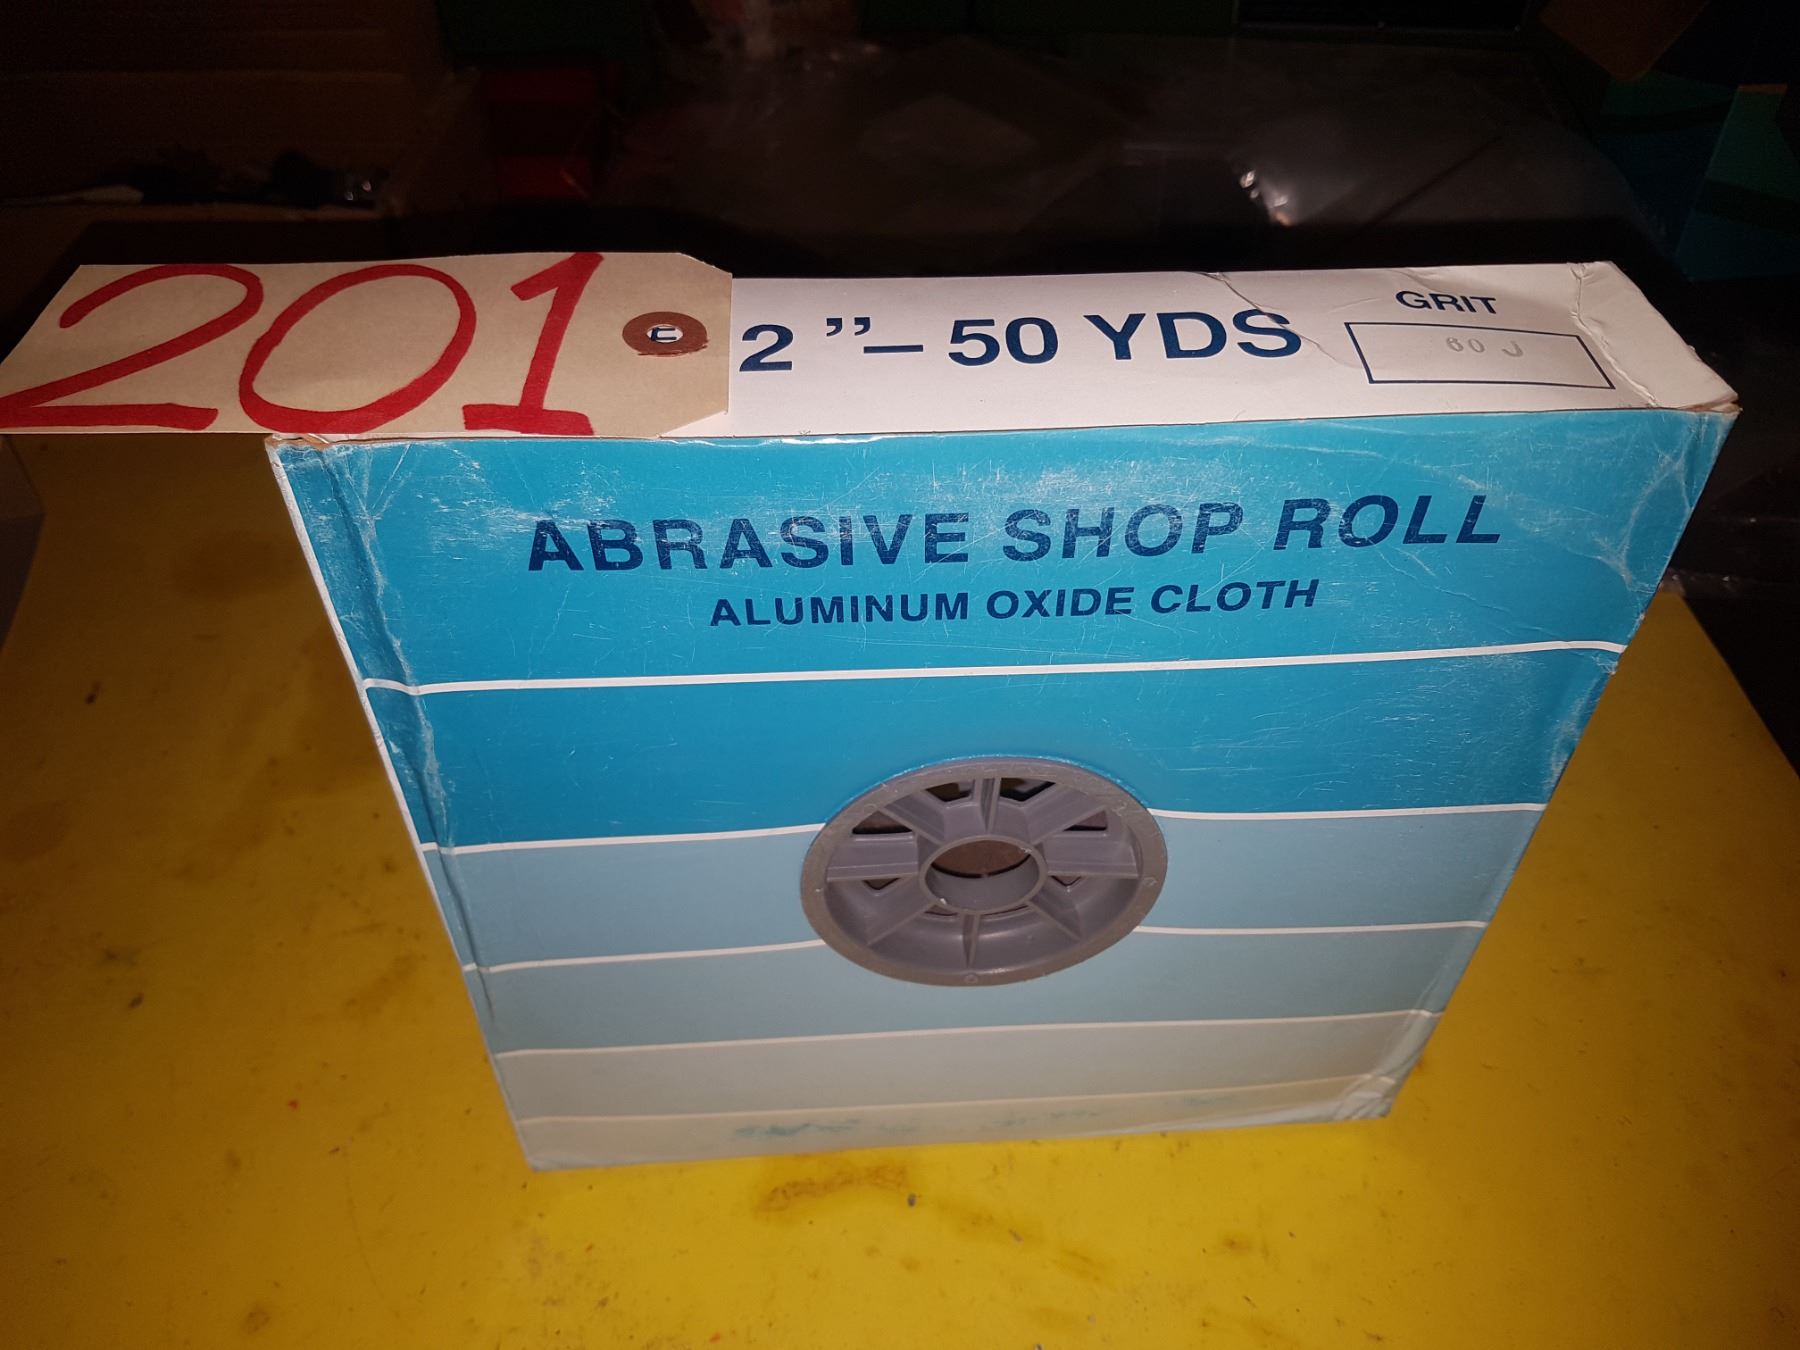 201
2"– 50 YDS
GRIT
60 J
ABRASIVE SHOP ROLL
ALUMINUM OXIDE CLOTH